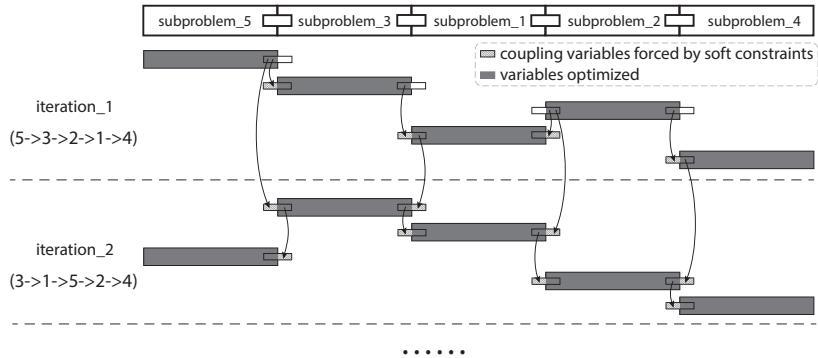 subproblem_5 subproblem_3 subproblem_1 subproblem_2 subproblem_4
coupling variables forced by soft constraints
variables optimized
iteration_1
(5->3->2->1->4)
iteration_2
(3->1->5->2->4)
......